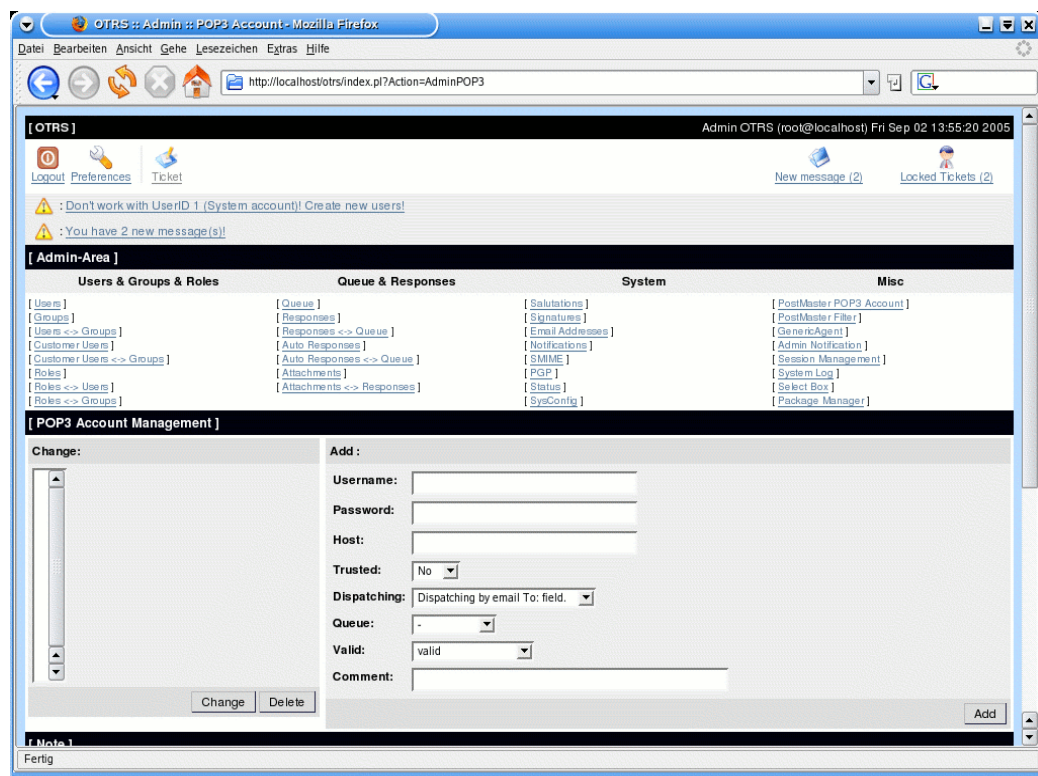 OTRS :: Admin :: POP3 Account - Mozilla Firefox
Datei Bearbeiten Ansicht Gehe Lesezeichen Extras Hilfe
http://localhost/otrs/index.pl?Action=AdminPOP3
G
[ OTRS ] Admin OTRS (root@localhost) Fri Sep 02 13:55:20 2005
Logout Preferences Ticket New message (2) Locked Tickets (2)
: Don't work with UserID 1 (System account)! Create new users!
: You have 2 new message(s)!
[ Admin-Area ]
Users & Groups & Roles Queue & Responses System Misc
[ Users ] [ Queue ] [ Salutations ] [ PostMaster POP3 Account ]
[ Groups ] [ Responses ] [ Signatures ] [ PostMaster Filter ]
[ Users <-> Groups ] [ Responses <-> Queue ] [ Email Addresses ] [ GenericAgent ]
[ Customer Users ] [ Auto Responses ] [ Notifications ] [ Admin Notification ]
[ Customer Users <-> Groups ] [ Auto Responses <-> Queue ] [ SMIME ] [ Session Management ]
[ Roles ] [ Attachments ] [ PGP ] [ System Log ]
[ Roles <-> Users ] [ Attachments <-> Responses ] [ Status ] [ Select Box ]
[ Roles <-> Groups ] [ SysConfig ] [ Package Manager ]
[ POP3 Account Management ]
Change: Add :
Username:
Password:
Host:
Trusted: No
Dispatching: Dispatching by email To: field.
Queue: -
Valid: valid
Comment:
Change Delete
Add
[ Note ]
Fertig